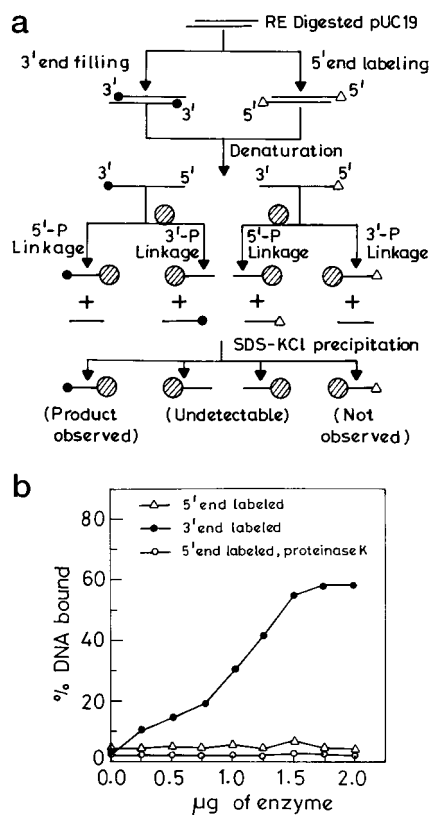 a
RE Digested pUC19
3' end filling
5' end labeling
3'
3'
5'
5'
Denaturation
3' 5' 3' 5'
5'-P Linkage
3'-P Linkage
5'-P Linkage
3'-P Linkage
+ + + +
SDS-KCl precipitation
(Product observed)
(Undetectable)
(Not observed)
b
5' end labeled
3' end labeled
5' end labeled, proteinase K
% DNA bound
80
60
40
20
0
0.0 0.5 1.0 1.5 2.0
μg of enzyme